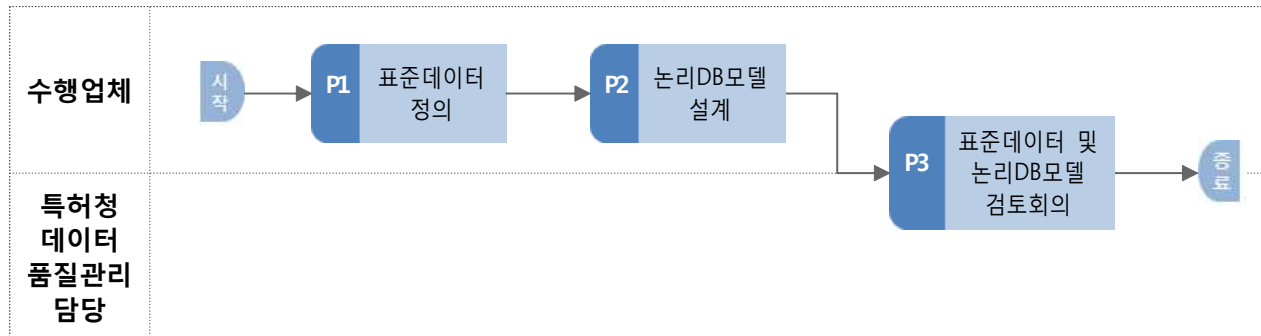 수행업체
시
작
P1
표준데이터
정의
P2
논리DB모델
설계
P3
표준데이터 및
논리DB모델
검토회의
종
료
특허청
데이터
품질관리
담당